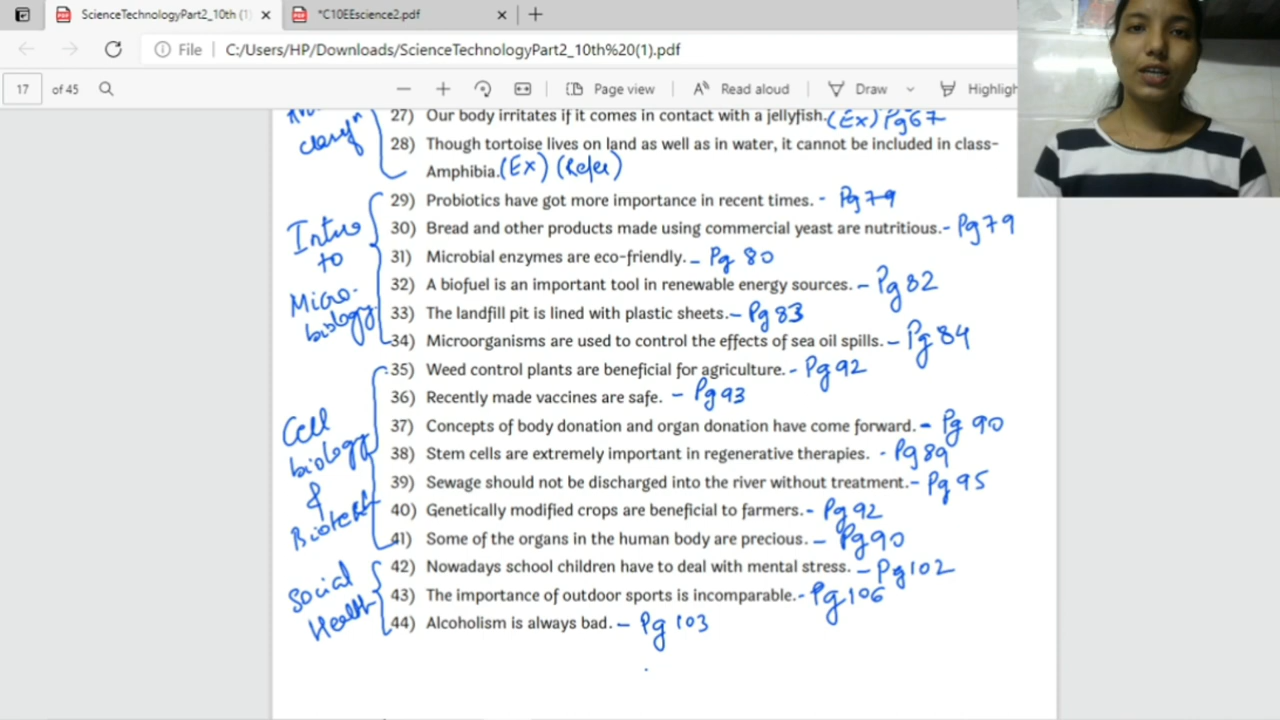 ScienceTechnologyPart2_10th (1)
*C10EEscience2.pdf
File C:/Users/HP/Downloads/ScienceTechnologyPart2_10th%20(1).pdf
17 of 45 Page view Read aloud Draw Highligh
27) Our body irritates if it comes in contact with a jellyfish. (Ex) Pg 67
28) Though tortoise lives on land as well as in water, it cannot be included in class-
Amphibia. (Ex) (Refer)
Intro to Microbiology
29) Probiotics have got more importance in recent times. - Pg 79
30) Bread and other products made using commercial yeast are nutritious. - Pg 79
31) Microbial enzymes are eco-friendly. - Pg 80
32) A biofuel is an important tool in renewable energy sources. - Pg 82
33) The landfill pit is lined with plastic sheets. - Pg 83
34) Microorganisms are used to control the effects of sea oil spills. - Pg 84
Cell biology & Biotech
35) Weed control plants are beneficial for agriculture. - Pg 92
36) Recently made vaccines are safe. - Pg 93
37) Concepts of body donation and organ donation have come forward. - Pg 90
38) Stem cells are extremely important in regenerative therapies. - Pg 89
39) Sewage should not be discharged into the river without treatment. - Pg 95
40) Genetically modified crops are beneficial to farmers. - Pg 92
41) Some of the organs in the human body are precious. - Pg 90
Social Health
42) Nowadays school children have to deal with mental stress. - Pg 102
43) The importance of outdoor sports is incomparable. - Pg 106
44) Alcoholism is always bad. - Pg 103